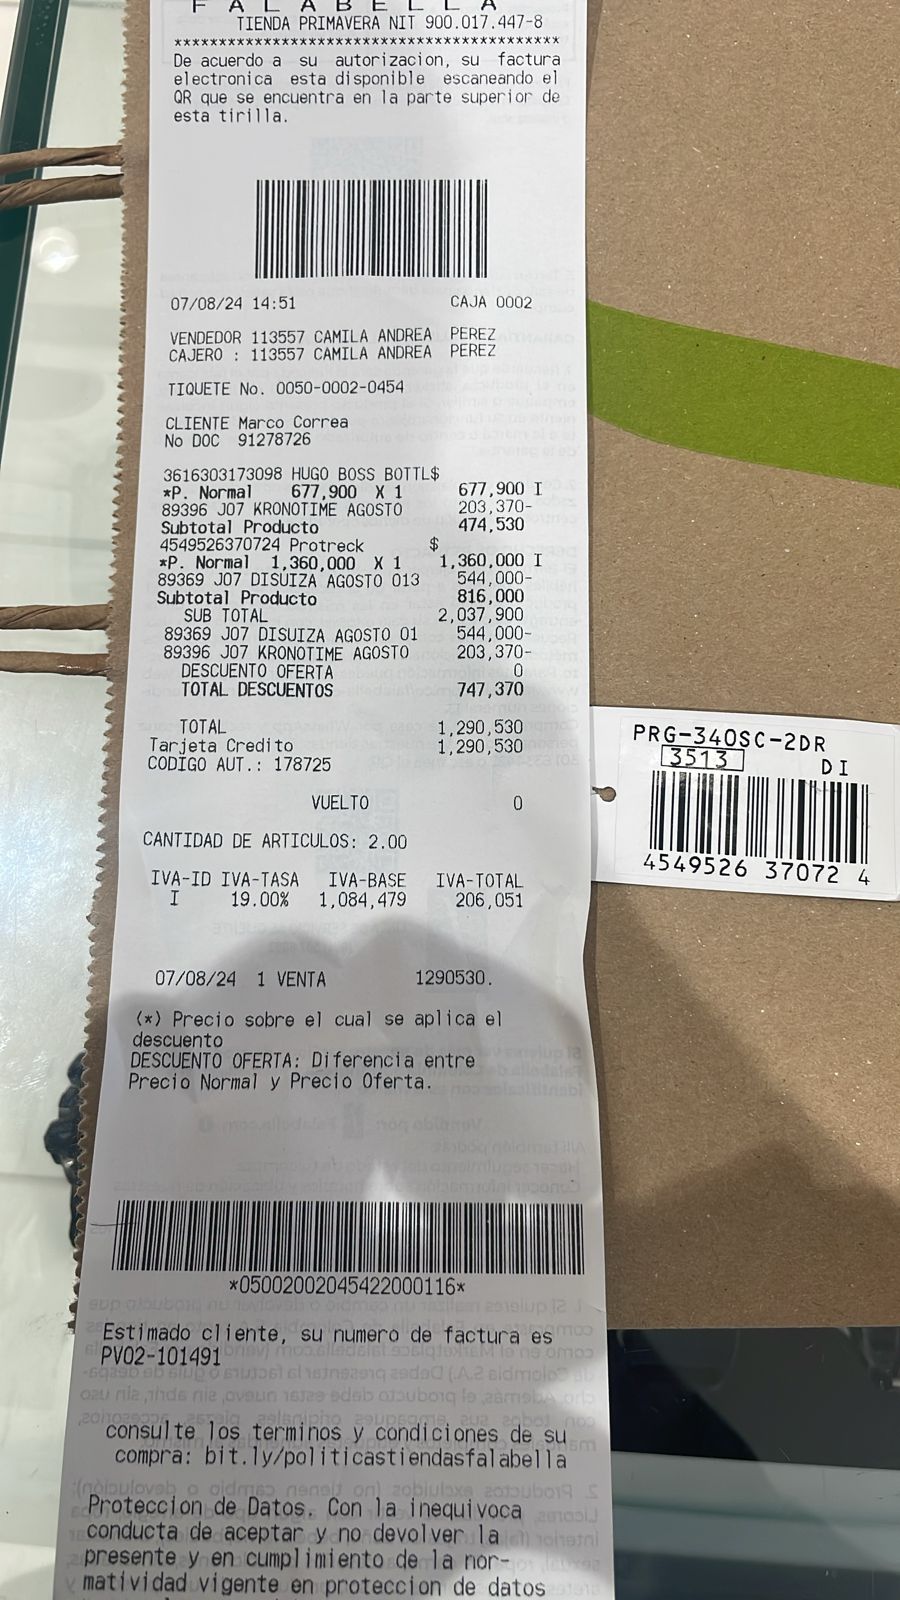 FALABELLA
TIENDA PRIMAVERA NIT 900.017.447-8
******************************************
De acuerdo a su autorizacion, su factura
electronica esta disponible escaneando el
QR que se encuentra en la parte superior de
esta tirilla.
07/08/24 14:51 CAJA 0002
VENDEDOR 113557 CAMILA ANDREA PEREZ
CAJERO : 113557 CAMILA ANDREA PEREZ
TIQUETE No. 0050-0002-0454
CLIENTE Marco Correa
No DOC 91278726
3616303173098 HUGO BOSS BOTTL$
*P. Normal 677,900 X 1 677,900 I
89396 J07 KRONOTIME AGOSTO 203,370-
Subtotal Producto 474,530
4549526370724 Protreck $
*P. Normal 1,360,000 X 1 1,360,000 I
89369 J07 DISUIZA AGOSTO 013 544,000-
Subtotal Producto 816,000
SUB TOTAL 2,037,900
89369 J07 DISUIZA AGOSTO 01 544,000-
89396 J07 KRONOTIME AGOSTO 203,370-
DESCUENTO OFERTA 0
TOTAL DESCUENTOS 747,370
TOTAL 1,290,530
Tarjeta Credito 1,290,530
CODIGO AUT.: 178725
VUELTO 0
CANTIDAD DE ARTICULOS: 2.00
IVA-ID IVA-TASA IVA-BASE IVA-TOTAL
I 19.00% 1,084,479 206,051
07/08/24 1 VENTA 1290530.
(*) Precio sobre el cual se aplica el
descuento
DESCUENTO OFERTA: Diferencia entre
Precio Normal y Precio Oferta.
*05002002045422000116*
Estimado cliente, su numero de factura es
PV02-101491
consulte los terminos y condiciones de su
compra: bit.ly/politicastiendasfalabella
Proteccion de Datos. Con la inequivoca
conducta de aceptar y no devolver la
presente y en cumplimiento de la nor-
matividad vigente en proteccion de datos
PRG-340SC-2DR
3513 DI
4549526 37072 4